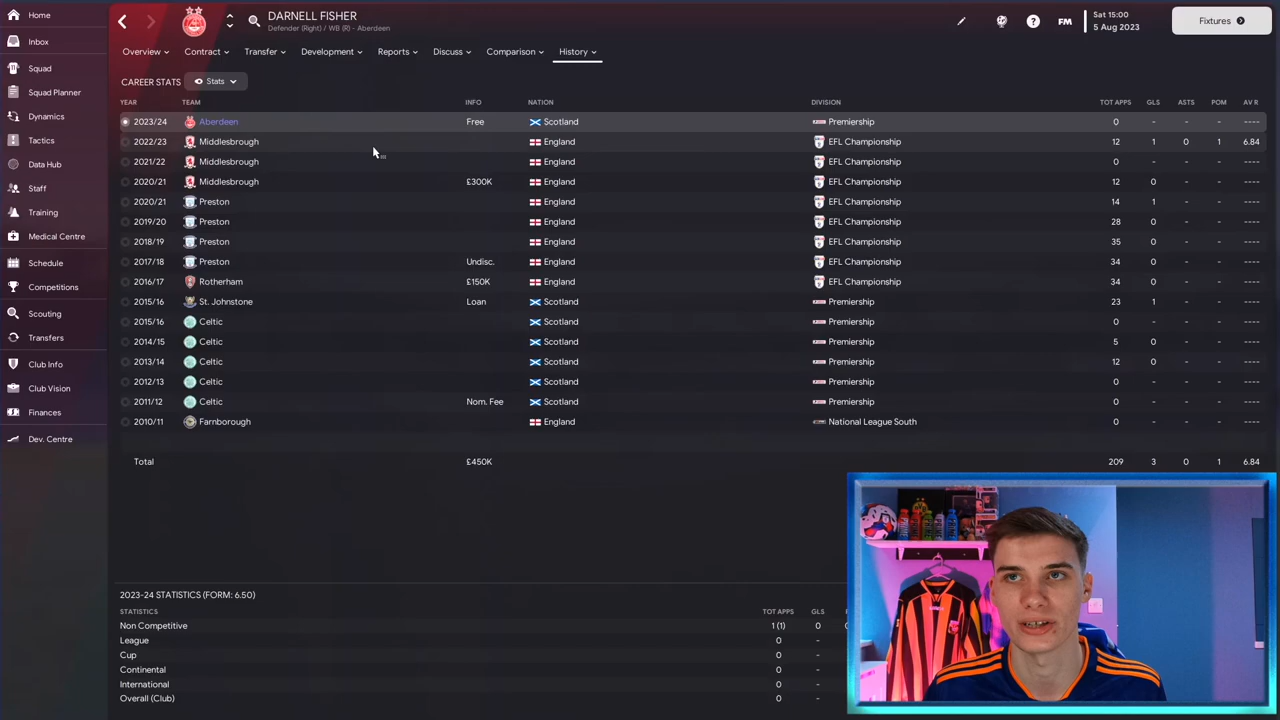 Home
DARNELL FISHER
Defender (Right) / WB (R) - Aberdeen
FM
Sat 15:00
5 Aug 2023
Fixtures
Inbox
Overview Contract Transfer Development Reports Discuss Comparison History
Squad
Squad Planner
Dynamics
Tactics
Data Hub
Staff
Training
Medical Centre
Schedule
Competitions
Scouting
Transfers
Club Info
Club Vision
Finances
Dev. Centre
CAREER STATS Stats
YEAR TEAM INFO NATION DIVISION TOT APPS GLS ASTS POM AV R
2023/24 Aberdeen Free Scotland Premiership 0 - - - ----
2022/23 Middlesbrough England EFL Championship 12 1 0 1 6.84
2021/22 Middlesbrough England EFL Championship 0 - - - ----
2020/21 Middlesbrough £300K England EFL Championship 12 0 - - ----
2020/21 Preston England EFL Championship 14 1 - - ----
2019/20 Preston England EFL Championship 28 0 - - ----
2018/19 Preston England EFL Championship 35 0 - - ----
2017/18 Preston Undisc. England EFL Championship 34 0 - - ----
2016/17 Rotherham £150K England EFL Championship 34 0 - - ----
2015/16 St. Johnstone Loan Scotland Premiership 23 1 - - ----
2015/16 Celtic Scotland Premiership 0 - - - ----
2014/15 Celtic Scotland Premiership 5 0 - - ----
2013/14 Celtic Scotland Premiership 12 0 - - ----
2012/13 Celtic Scotland Premiership 0 - - - ----
2011/12 Celtic Nom. Fee Scotland Premiership 0 - - - ----
2010/11 Farnborough England National League South 0 - - - ----
Total £450K 209 3 0 1 6.84
2023-24 STATISTICS (FORM: 6.50)
STATISTICS TOT APPS GLS
Non Competitive 1 (1) 0
League 0 -
Cup 0 -
Continental 0 -
International 0 -
Overall (Club) 0 -